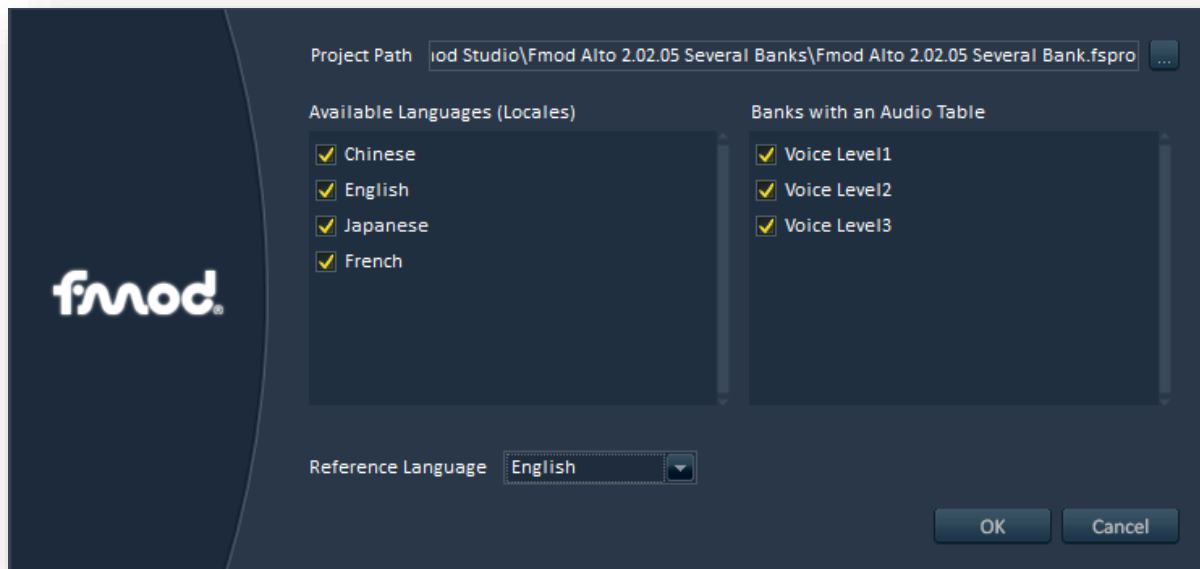 Project Path
iod Studio\Fmod Alto 2.02.05 Several Banks\Fmod Alto 2.02.05 Several Bank.fspro
...
Available Languages (Locales)
Chinese
English
Japanese
French
Banks with an Audio Table
Voice Level1
Voice Level2
Voice Level3
fmod®
Reference Language
English
OK
Cancel